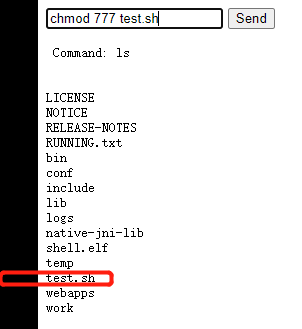 chmod 777 test.sh Send
Command: ls
LICENSE
NOTICE
RELEASE-NOTES
RUNNING.txt
bin
conf
include
lib
logs
native-jni-lib
shell.elf
temp
test.sh
webapps
work